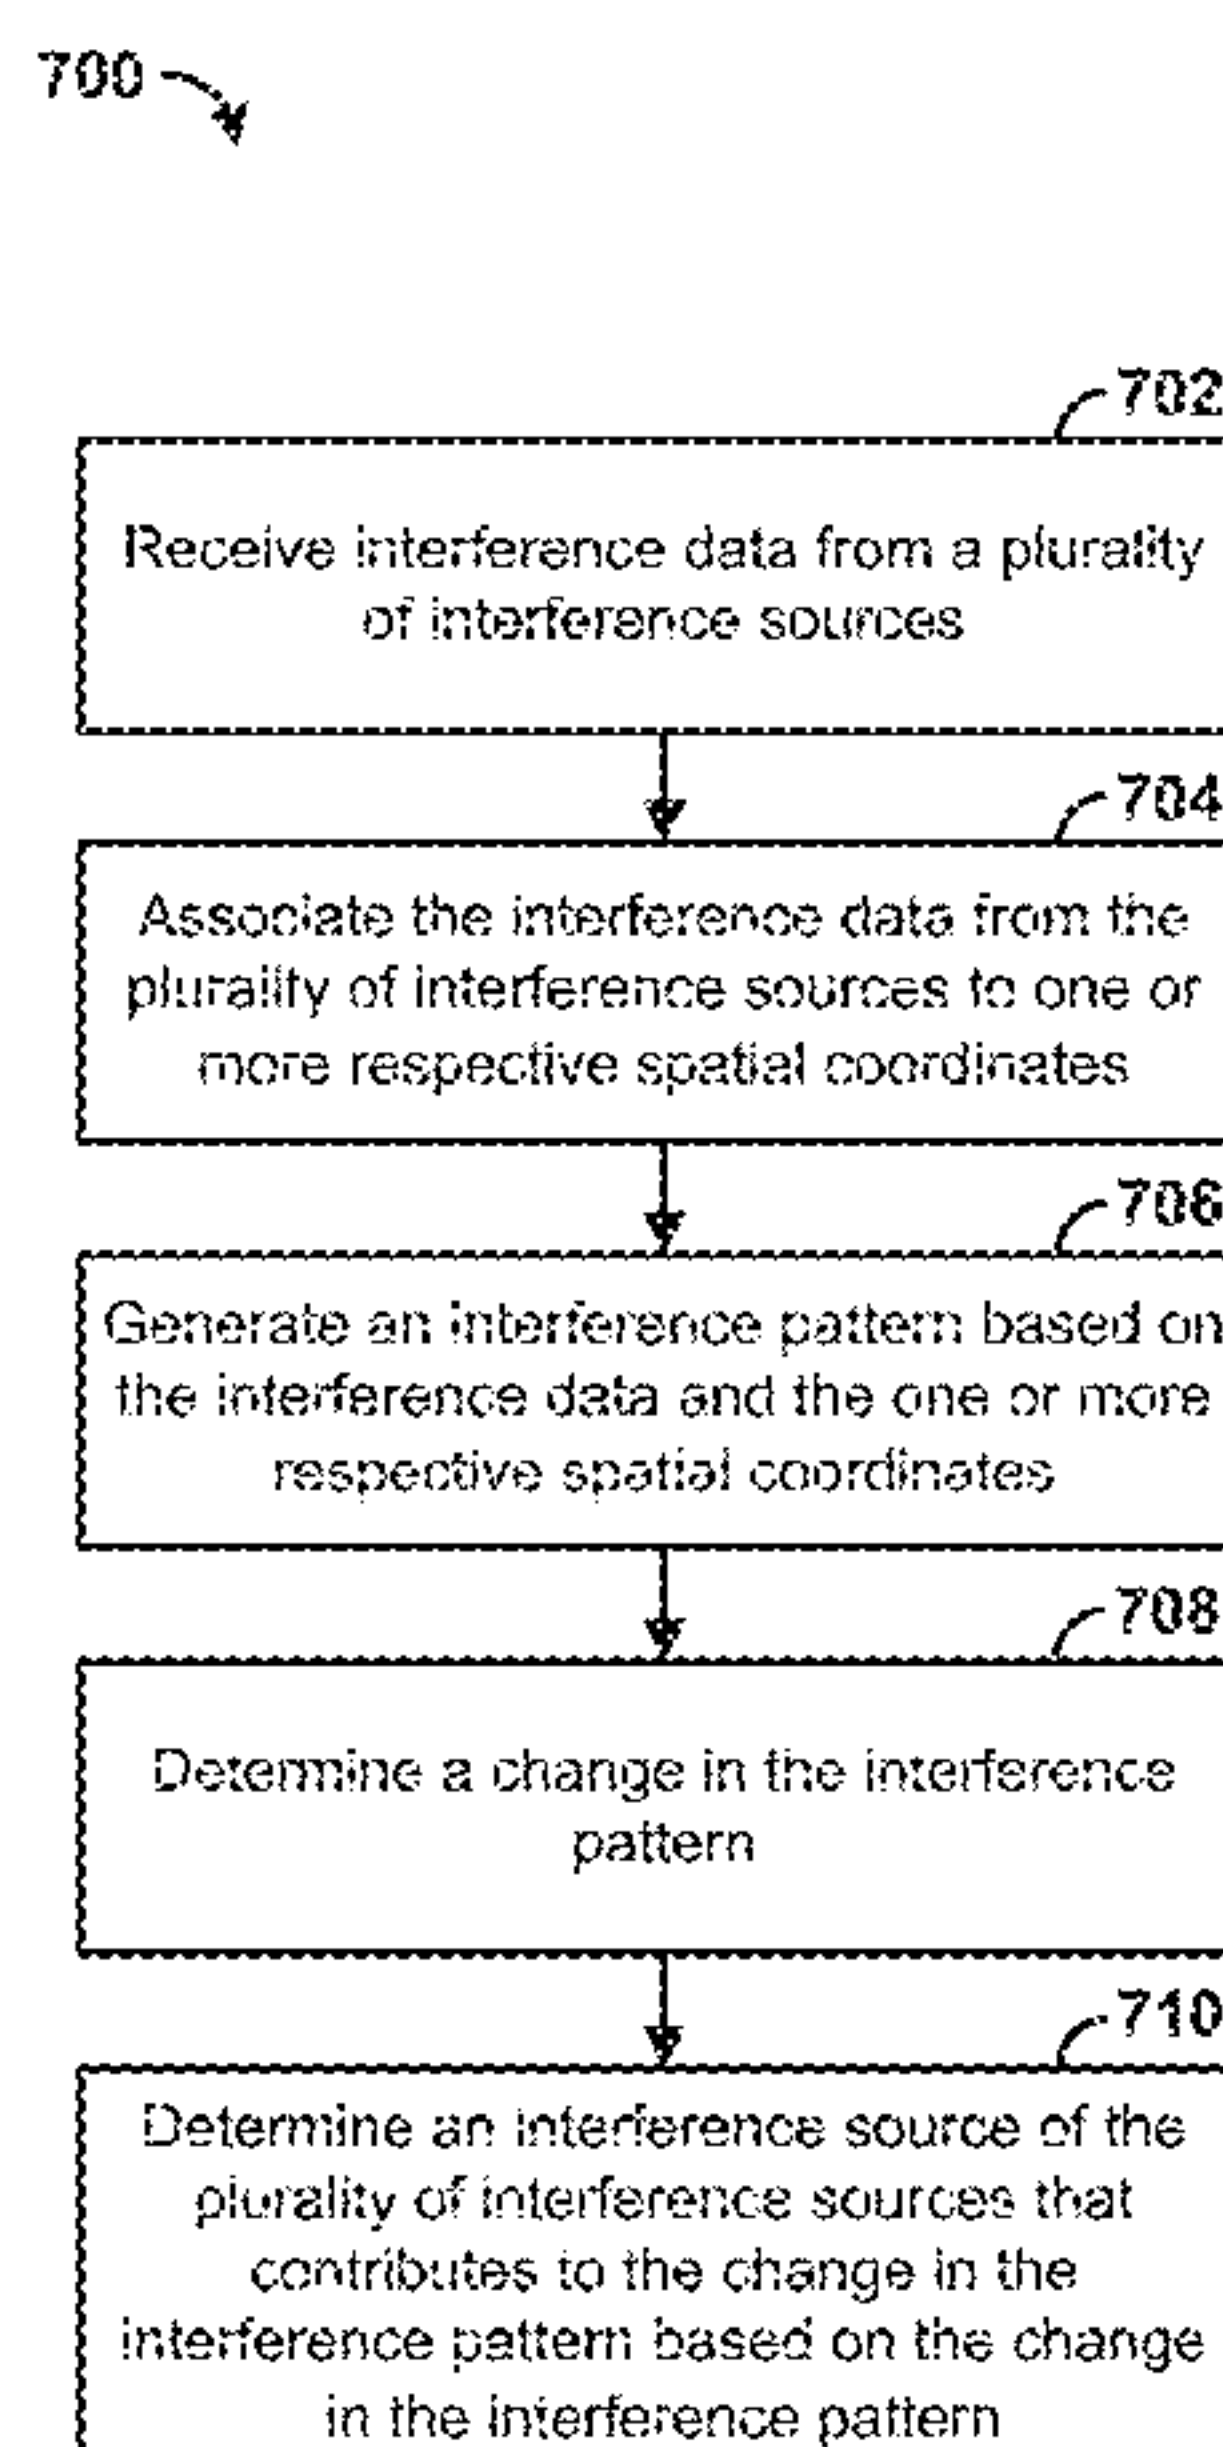 700
702
Receive interference data from a plurality
of interference sources
704
Associate the interference data from the
plurality of interference sources to one or
more respective spatial coordinates
706
Generate an interference pattern based on
the interference data and the one or more
respective spatial coordinates
708
Determine a change in the interference
pattern
710
Determine an interference source of the
plurality of interference sources that
contributes to the change in the
interference pattern based on the change
in the interference pattern